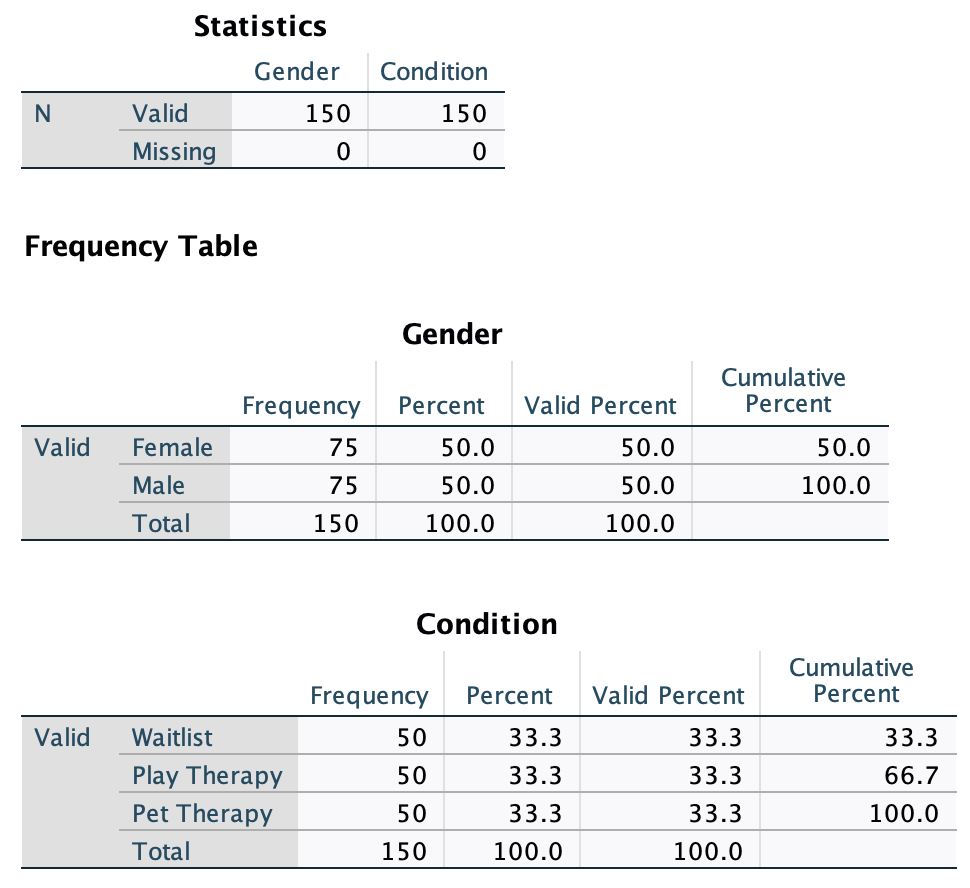 Statistics
Gender Condition
N Valid 150 150
Missing 0 0
Frequency Table
Gender
Frequency Percent Valid Percent Cumulative Percent
Valid Female 75 50.0 50.0 50.0
Male 75 50.0 50.0 100.0
Total 150 100.0 100.0
Condition
Frequency Percent Valid Percent Cumulative Percent
Valid Waitlist 50 33.3 33.3 33.3
Play Therapy 50 33.3 33.3 66.7
Pet Therapy 50 33.3 33.3 100.0
Total 150 100.0 100.0